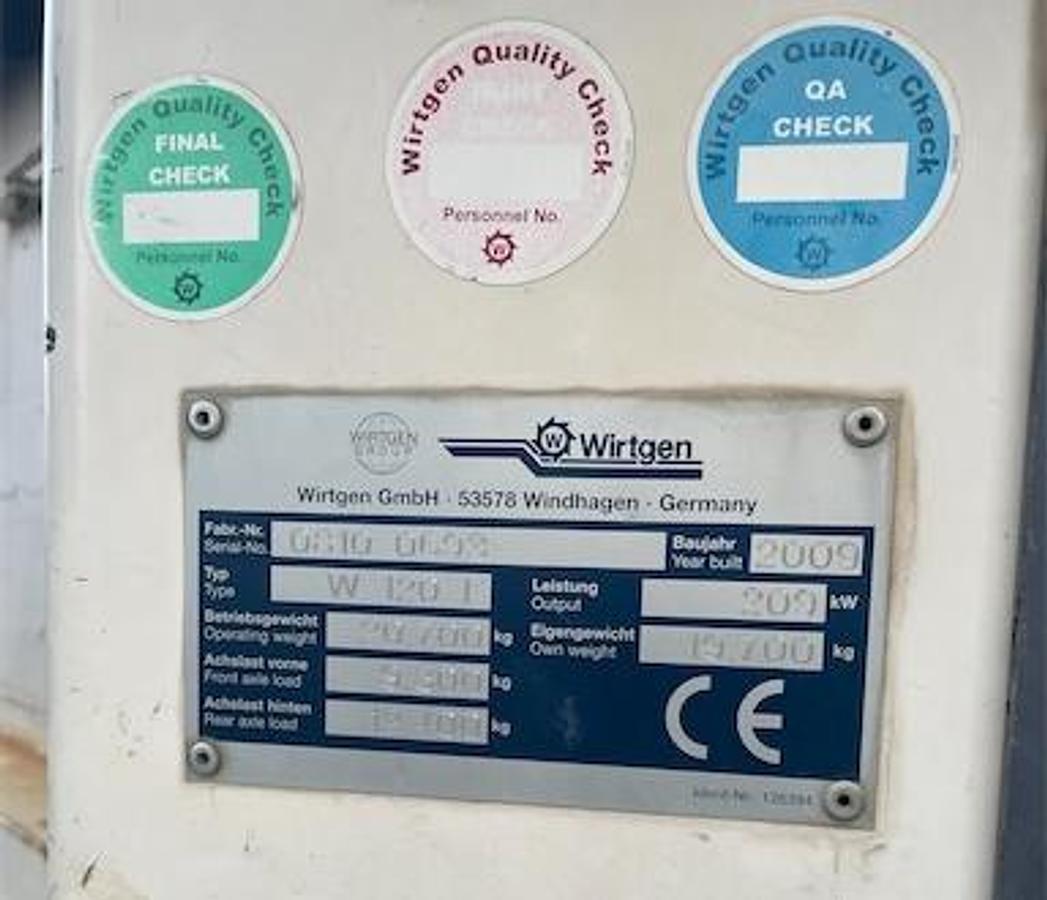 Wirtgen Quality Check
FINAL
CHECK
Personnel No.
W
Wirtgen Quality Check
Personnel No.
W
Wirtgen Quality Check
QA
CHECK
Personnel No.
W
WIRTGEN
GROUP
W Wirtgen
Wirtgen GmbH · 53578 Windhagen · Germany
Fabr.-Nr.
Serial-No.
Baujahr
Year built
2009
Typ
Type
W 120 F
Leistung
Output
209 kW
Betriebsgewicht
Operating weight
20 700 kg
Eigengewicht
Own weight
19 700 kg
Achslast vorne
Front axle load
kg
Achslast hinten
Rear axle load
kg
CE